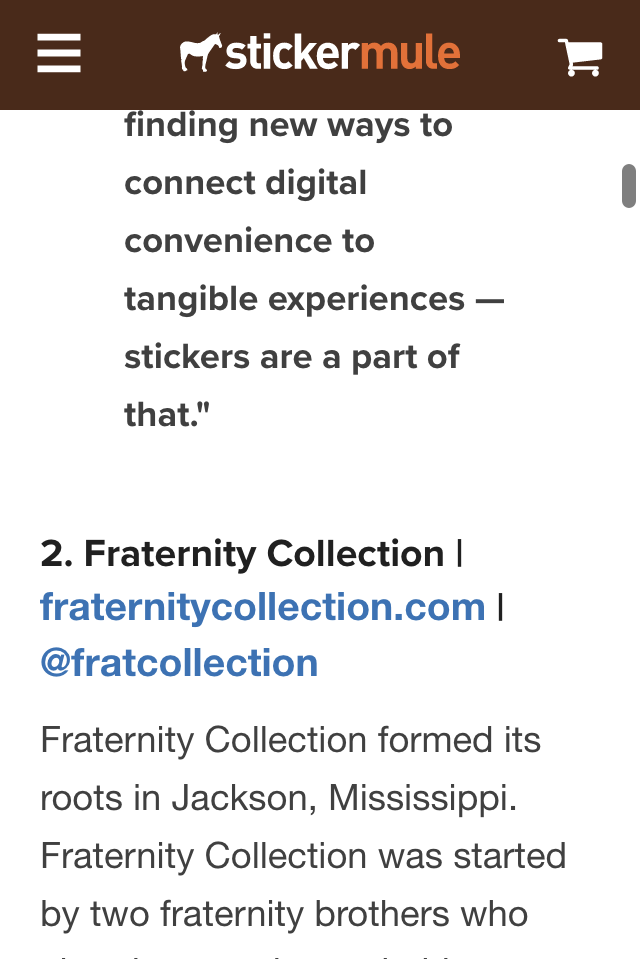 stickermule
finding new ways to
connect digital
convenience to
tangible experiences —
stickers are a part of
that."
2. Fraternity Collection |
fraternitycollection.com |
@fratcollection
Fraternity Collection formed its
roots in Jackson, Mississippi.
Fraternity Collection was started
by two fraternity brothers who